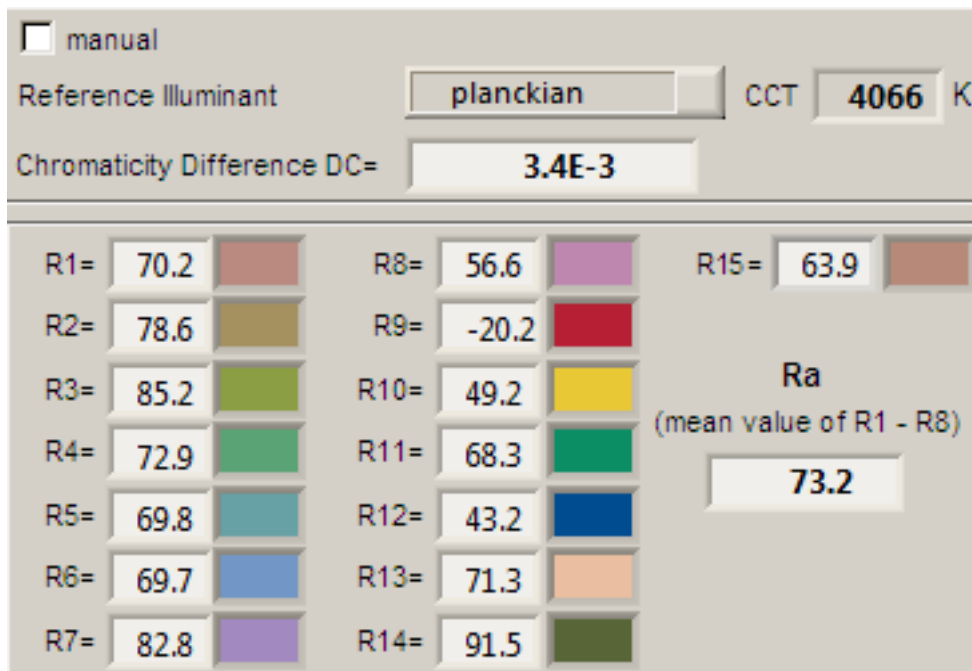 manual
Reference Illuminant planckian CCT 4066 K
Chromaticity Difference DC= 3.4E-3
R1= 70.2 R8= 56.6 R15= 63.9
R2= 78.6 R9= -20.2
R3= 85.2 R10= 49.2 Ra
(mean value of R1 - R8)
R4= 72.9 R11= 68.3
73.2
R5= 69.8 R12= 43.2
R6= 69.7 R13= 71.3
R7= 82.8 R14= 91.5